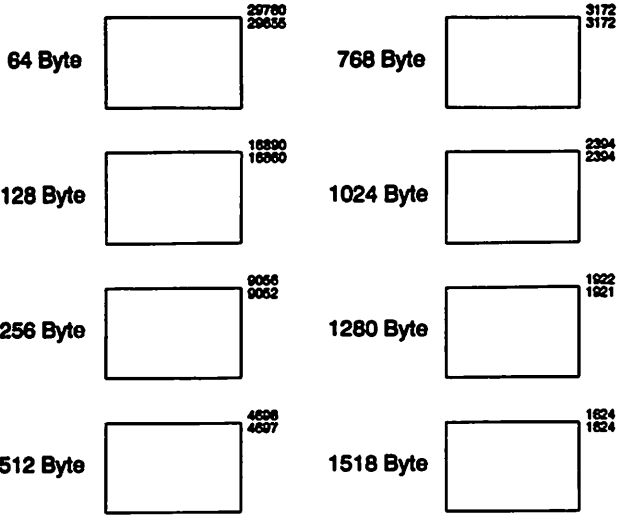 29760
29655
64 Byte
3172
3172
768 Byte
16890
16860
128 Byte
2394
2394
1024 Byte
9056
9052
256 Byte
1922
1921
1280 Byte
4698
4697
512 Byte
1624
1624
1518 Byte